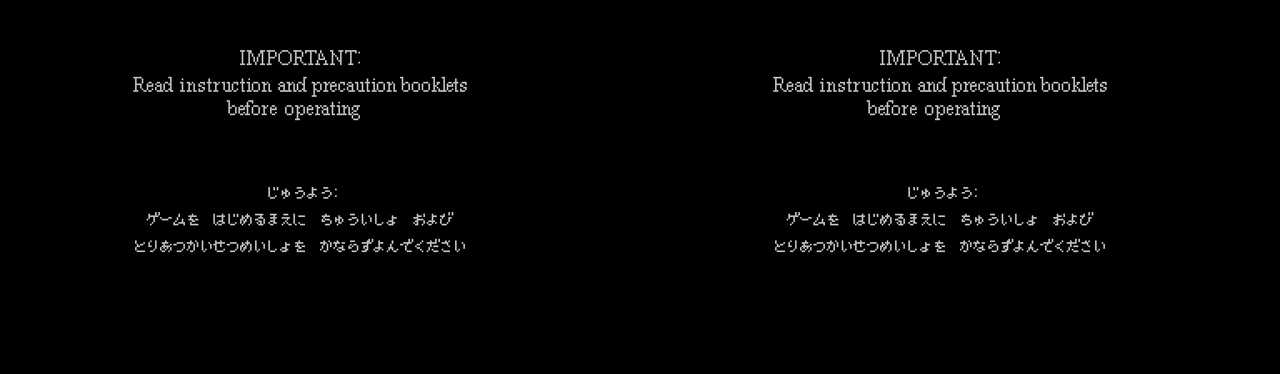 IMPORTANT:
Read instruction and precaution booklets
before operating
じゅうよう:
ゲームを はじめるまえに ちゅういしょ および
とりあつかいせつめいしょを かならずよんでください
IMPORTANT:
Read instruction and precaution booklets
before operating
じゅうよう:
ゲームを はじめるまえに ちゅういしょ および
とりあつかいせつめいしょを かならずよんでください